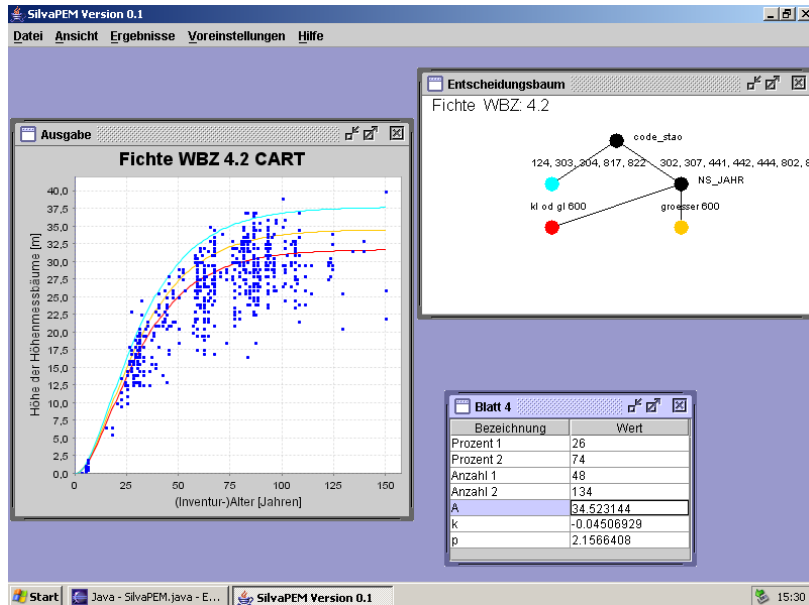 SilvaPEM Version 0.1
Datei Ansicht Ergebnisse Voreinstellungen Hilfe
Ausgabe
Fichte WBZ 4.2 CART
Höhe der Höhenmessbäume [m]
40,0
37,5
35,0
32,5
30,0
27,5
25,0
22,5
20,0
17,5
15,0
12,5
10,0
7,5
5,0
2,5
0,0
0 25 50 75 100 125 150
(Inventur-)Alter [Jahren]
Entscheidungsbaum
Fichte WBZ: 4.2
code_stao
124, 303, 304, 817, 822 302, 307, 441, 442, 444, 802, 8
NS_JAHR
kl od gl 600 groesser 600
Blatt 4
Bezeichnung Wert
Prozent 1 26
Prozent 2 74
Anzahl 1 48
Anzahl 2 134
A 34.523144
k -0.04506929
p 2.1566408
Start Java - SilvaPEM.java - E... SilvaPEM Version 0.1 15:30